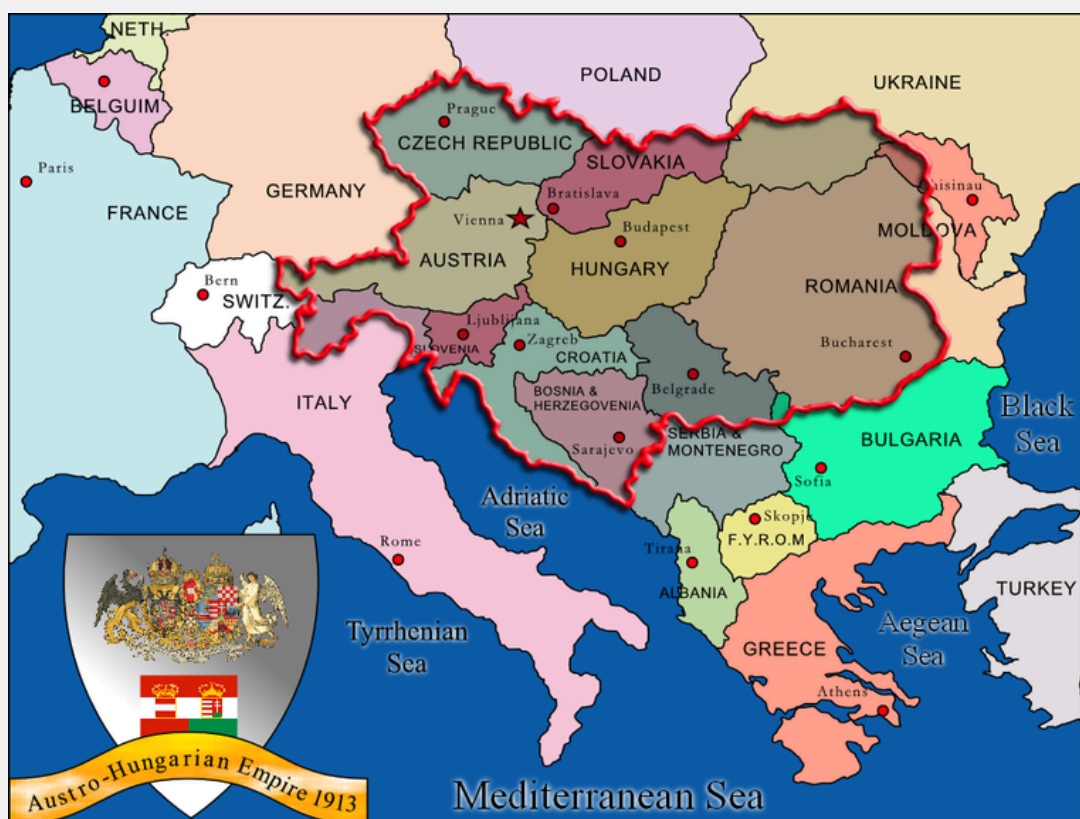 NETH.
POLAND
UKRAINE
BELGUIM
Prague
CZECH REPUBLIC
SLOVAKIA
Paris
GERMANY
Bratislava
Chisinau
FRANCE
Vienna
Budapest
MOLDOVA
AUSTRIA
HUNGARY
Bern
SWITZ.
ROMANIA
Ljublijana
SLOVENIA
Zagreb
CROATIA
Bucharest
ITALY
BOSNIA &
HERZEGOVENIA
Belgrade
Black
Sea
SERBIA &
MONTENEGRO
BULGARIA
Sarajevo
Sofia
Adriatic
Sea
Skopje
F.Y.R.O.M
Rome
Tirana
ALBANIA
TURKEY
Tyrrhenian
Sea
Aegean
Sea
GREECE
Athens
Austro-Hungarian Empire 1913
Mediterranean Sea